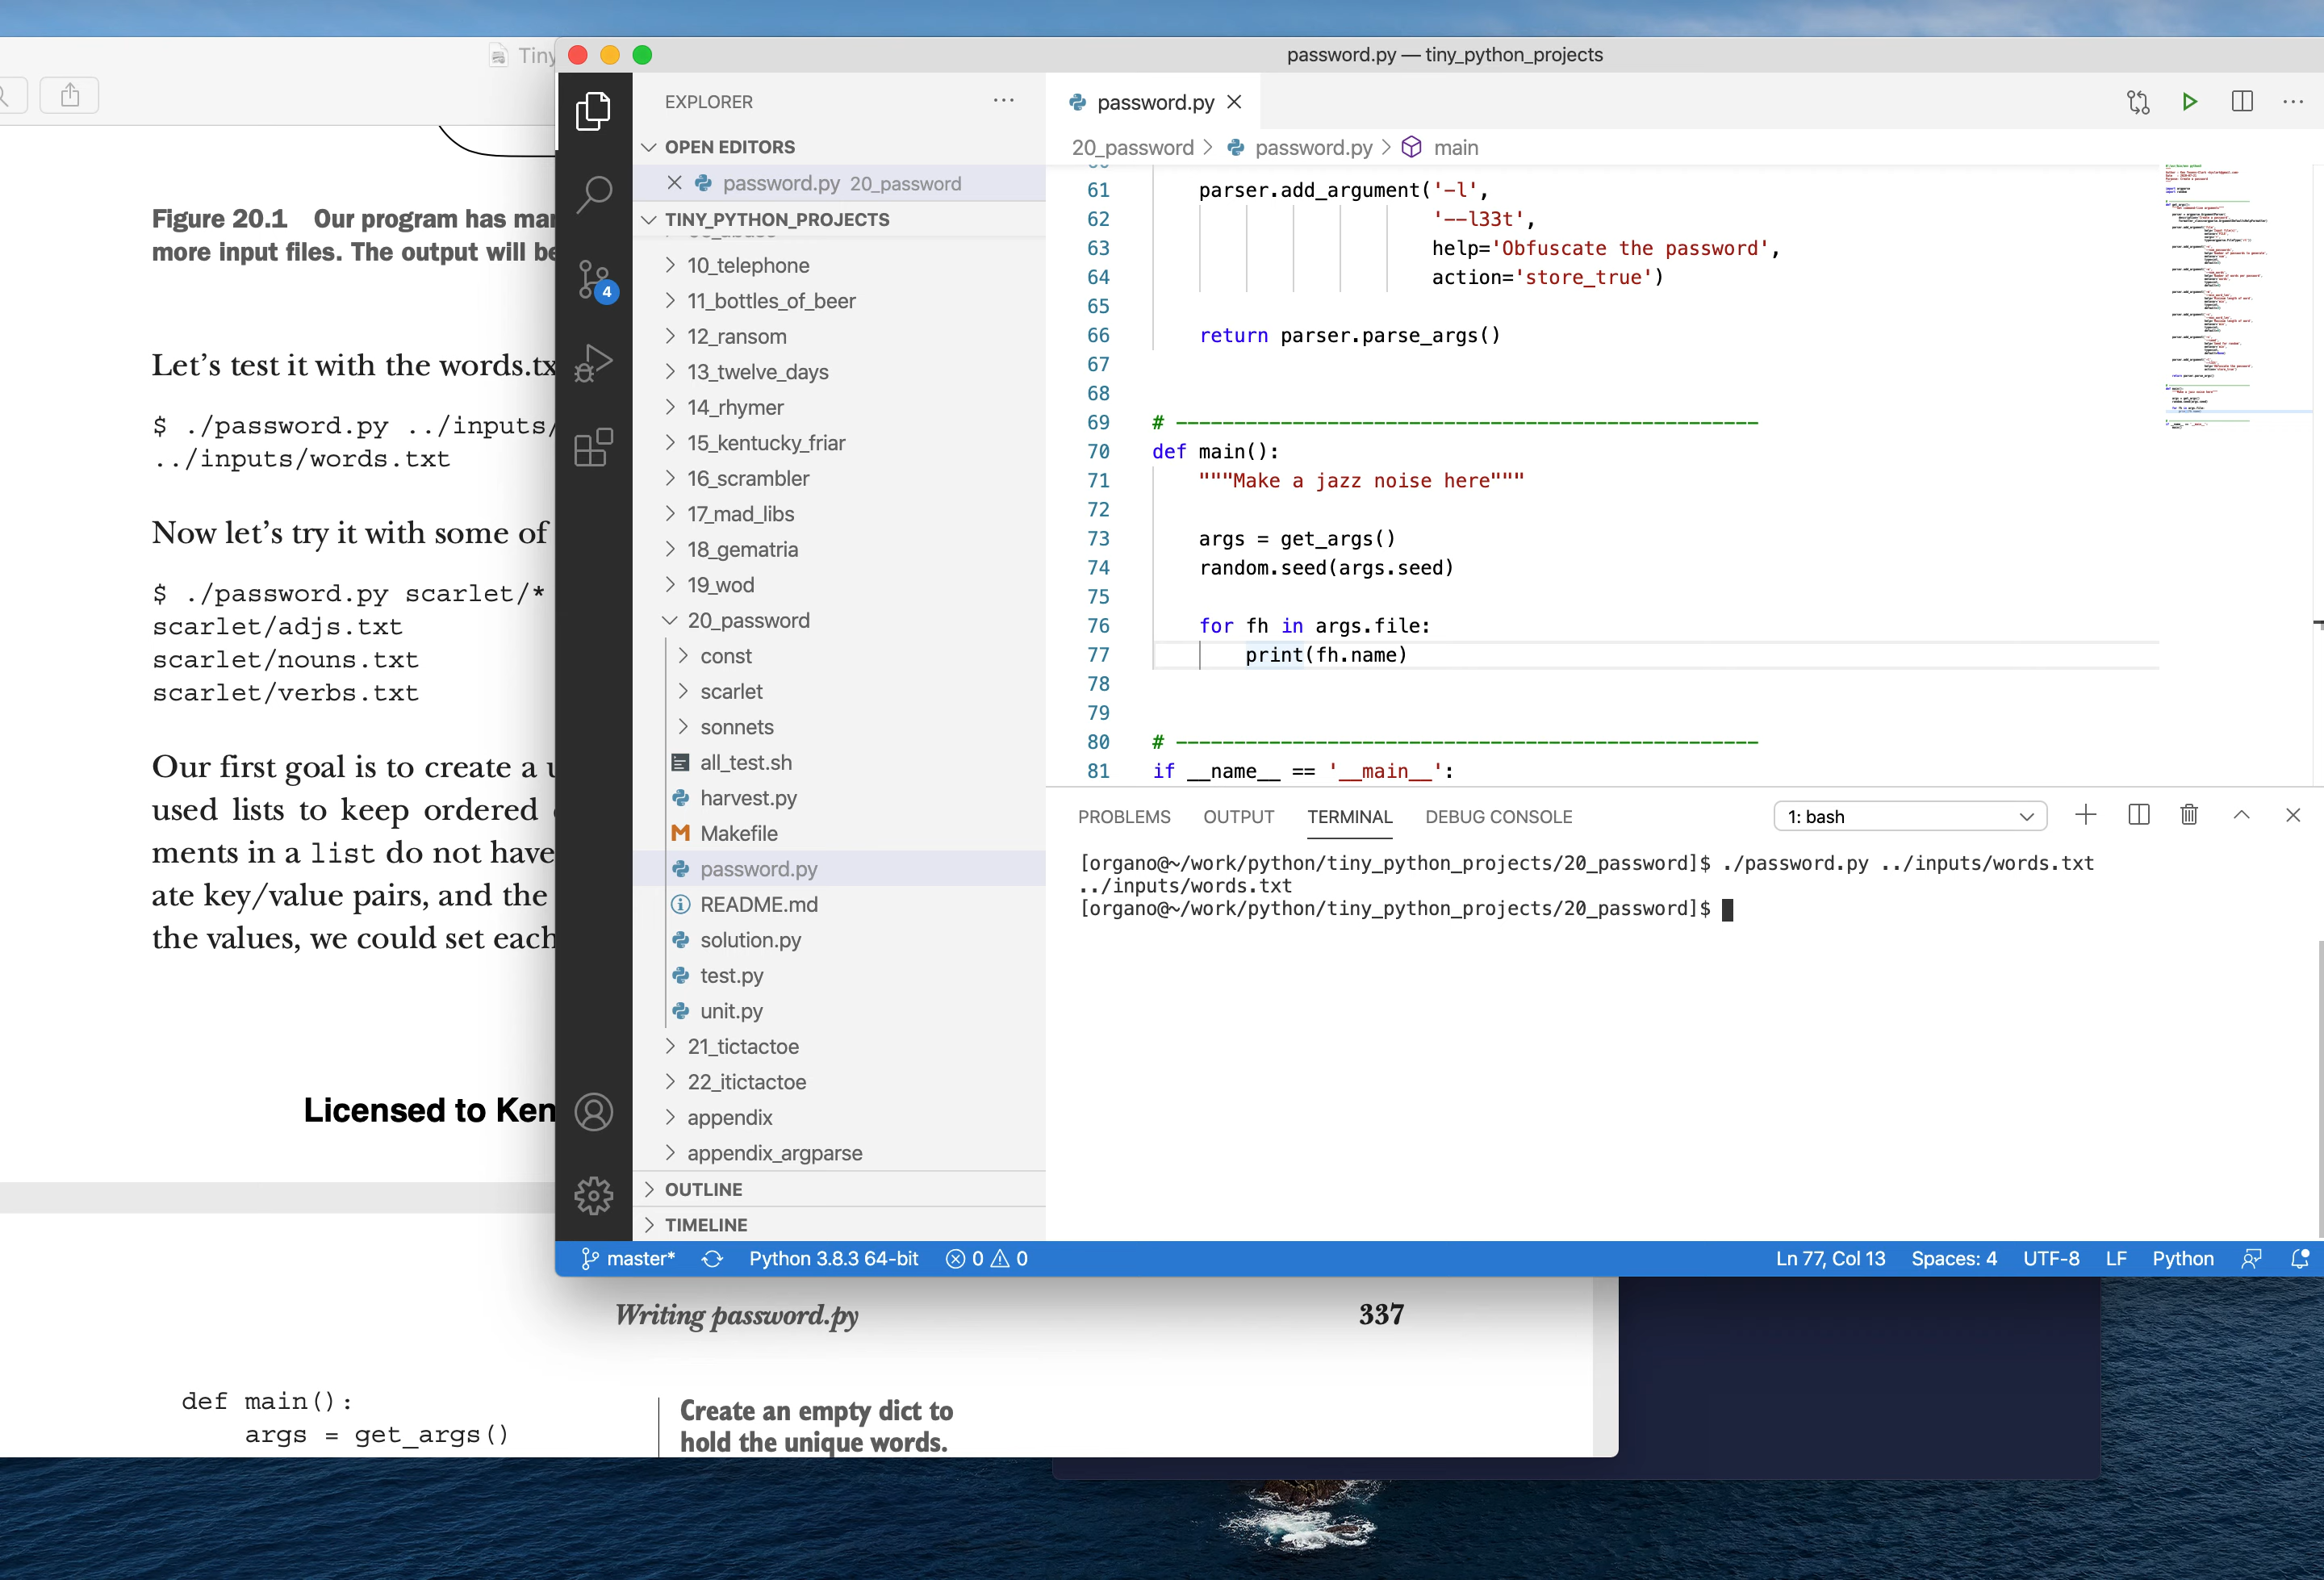 Tiny
Figure 20.1 Our program has
more input files. The output will be
Let’s test it with the
$ ./password.py ../inputs/
../inputs/words.txt
Now let’s try it with some of
$ ./password.py scarlet/*
scarlet/adjs.txt
scarlet/nouns.txt
scarlet/verbs.txt
Our first goal is to create a
used lists to keep ordered
ments in a list do not have
ate key/value pairs, and the
the values, we could set each
Licensed to Ken
password.py — tiny_python_projects
EXPLORER
OPEN EDITORS
password.py 20_password
TINY_PYTHON_PROJECTS
10_telephone
11_bottles_of_beer
12_ransom
13_twelve_days
14_rhymer
15_kentucky_friar
16_scrambler
17_mad_libs
18_gematria
19_wod
20_password
const
scarlet
sonnets
all_test.sh
harvest.py
Makefile
password.py
README.md
solution.py
test.py
unit.py
21_tictactoe
22_itictactoe
appendix
appendix_argparse
OUTLINE
TIMELINE
4
password.py
20_password > password.py > main
61 parser.add_argument('-l',
62 '--l33t',
63 help='Obfuscate the password',
64 action='store_true')
65
66 return parser.parse_args()
67
68
69 # --------------------------------------------------
70 def main():
71 """Make a jazz noise here"""
72
73 args = get_args()
74 random.seed(args.seed)
75
76 for fh in args.file:
77 print(fh.name)
78
79
80 # --------------------------------------------------
81 if __name__ == '__main__':
PROBLEMS OUTPUT TERMINAL DEBUG CONSOLE 1: bash
[organo@~/work/python/tiny_python_projects/20_password]$ ./password.py ../inputs/words.txt
../inputs/words.txt
[organo@~/work/python/tiny_python_projects/20_password]$
master* Python 3.8.3 64-bit 0 0 Ln 77, Col 13 Spaces: 4 UTF-8 LF Python
Writing password.py 337
def main():
args = get_args()
Create an empty dict to
hold the unique words.